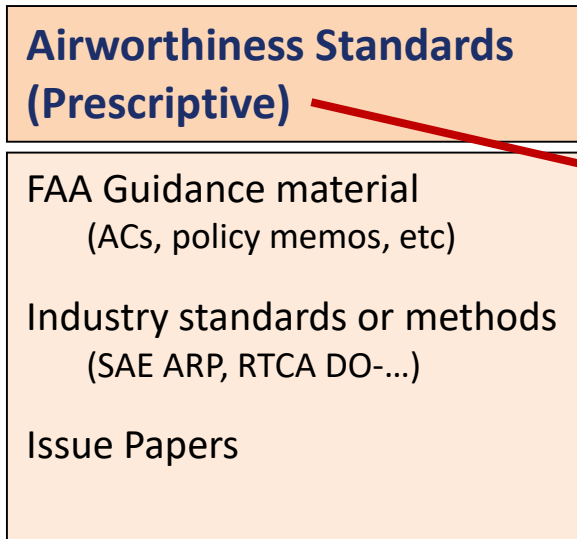 Airworthiness Standards
(Prescriptive)
FAA Guidance material
(ACs, policy memos, etc)
Industry standards or methods
(SAE ARP, RTCA DO-…)
Issue Papers